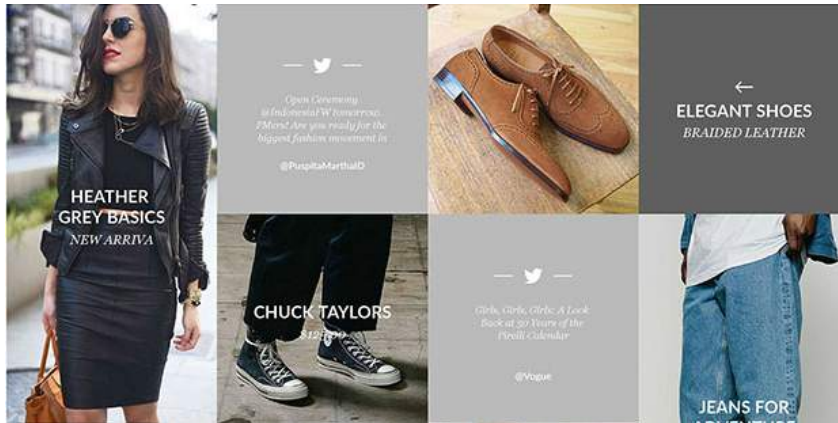 HEATHER
GREY BASICS
NEW ARRIVA
Open Ceremony
@IndonesiaFW tomorrow.
Are you ready for the
biggest fashion movement in
@PuspitaMarthaID
ELEGANT SHOES
BRAIDED LEATHER
CHUCK TAYLORS
Girls, Girls, Girls: A Look
Back at 50 Years of the
Pirelli Calendar
@Vogue
JEANS FOR
ADVENTURE